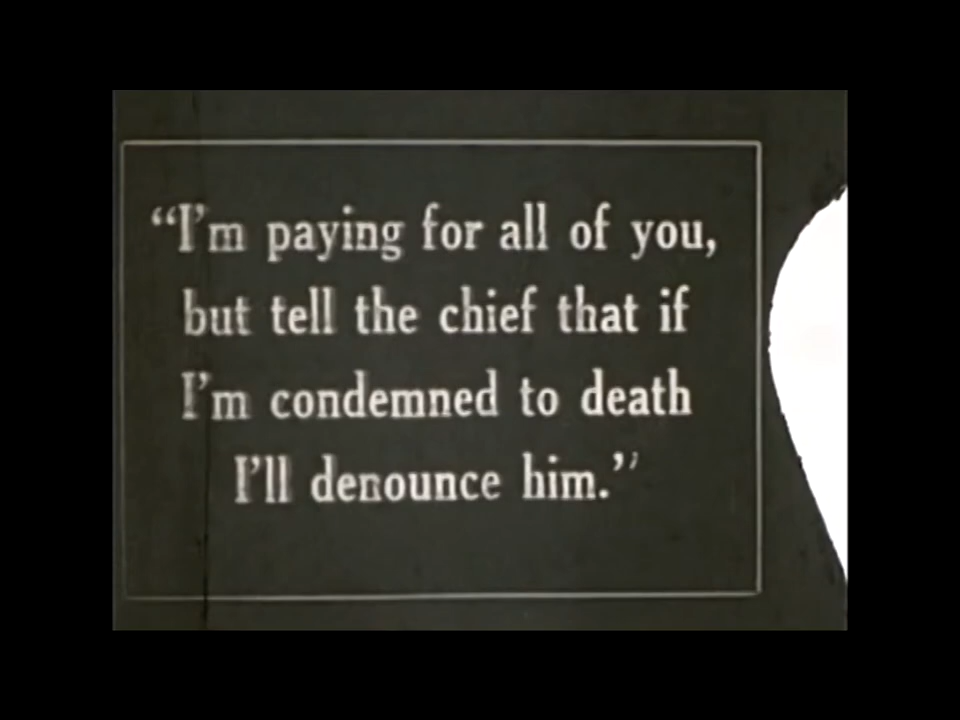 “I’m paying for all of you,
but tell the chief that if
I’m condemned to death
I’ll denounce him.”